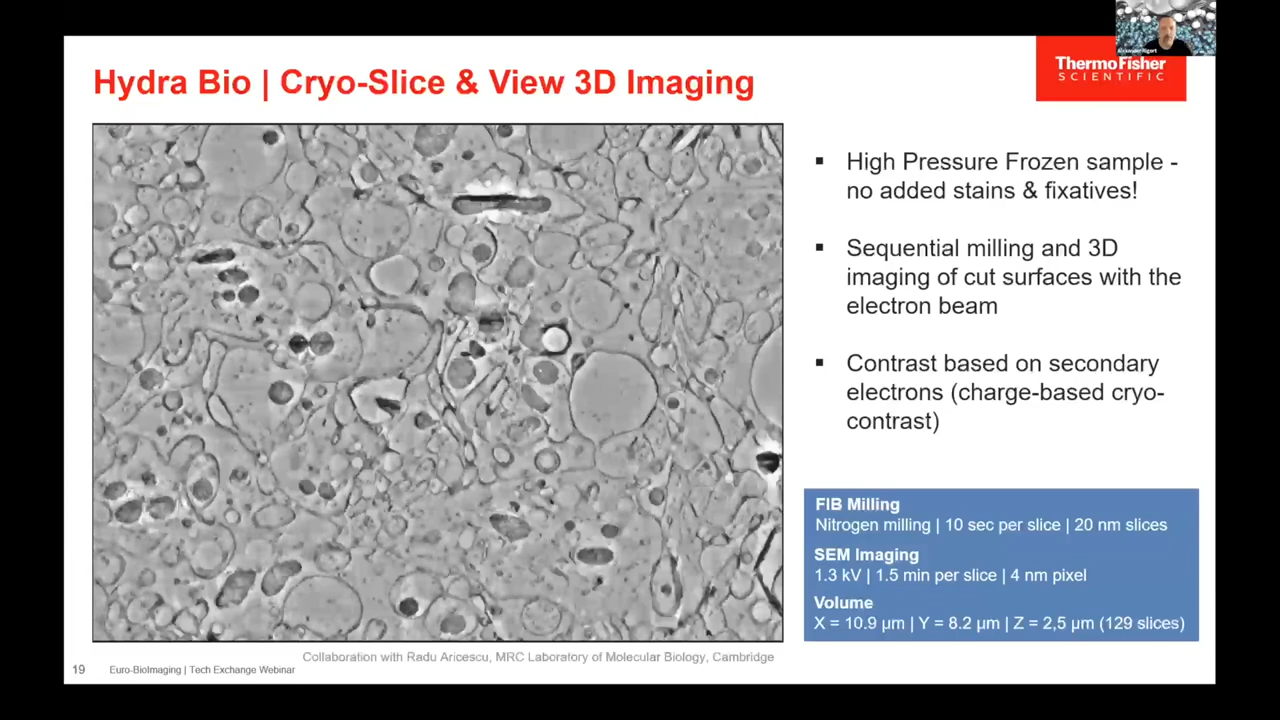 Hydra Bio | Cryo-Slice & View 3D Imaging
ThermoFisher
SCIENTIFIC
▪ High Pressure Frozen sample -
no added stains & fixatives!
▪ Sequential milling and 3D
imaging of cut surfaces with the
electron beam
▪ Contrast based on secondary
electrons (charge-based cryo-
contrast)
FIB Milling
Nitrogen milling | 10 sec per slice | 20 nm slices
SEM Imaging
1.3 kV | 1.5 min per slice | 4 nm pixel
Volume
X = 10.9 µm | Y = 8.2 µm | Z = 2,5 µm (129 slices)
Collaboration with Radu Aricescu, MRC Laboratory of Molecular Biology, Cambridge
19 Euro-BioImaging | Tech Exchange Webinar